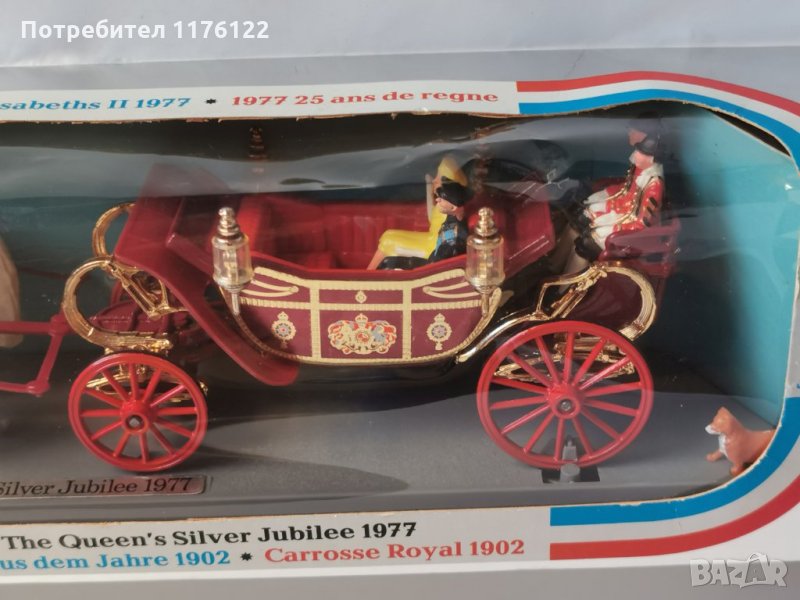 Потребител 1176122
sabeths II 1977 * 1977 25 ans de regne
Silver Jubilee 1977
The Queen's Silver Jubilee 1977
us dem Jahre 1902 * Carrosse Royal 1902
BAZAR